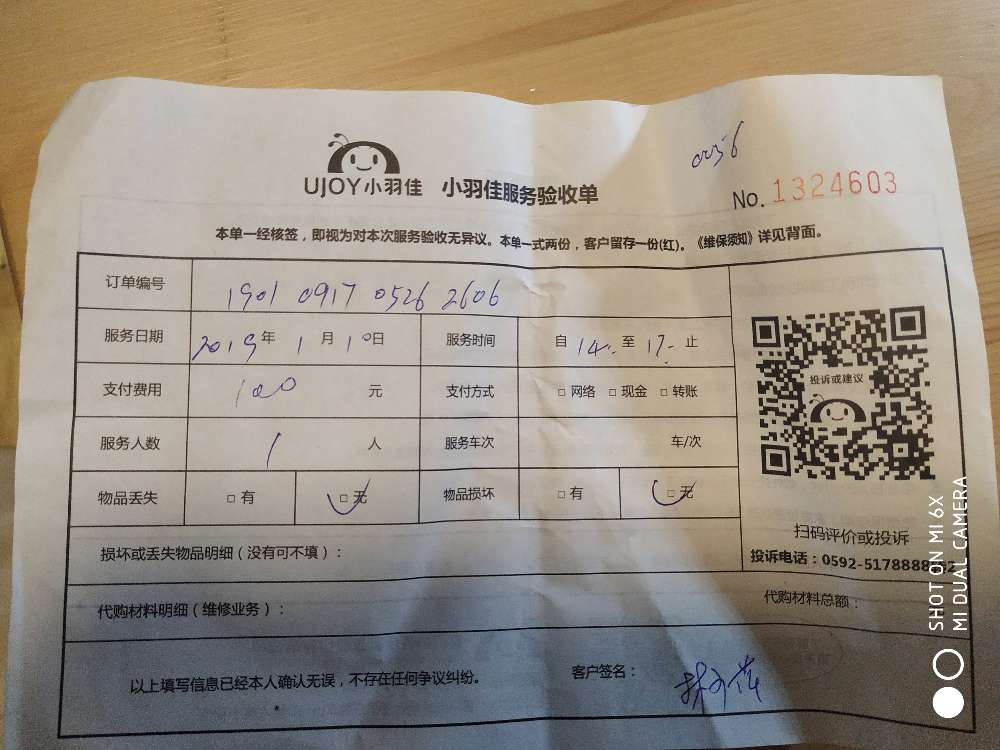 0056
UJOY小羽佳 小羽佳服务验收单
No. 1324603
本单一经核签，即视为对本次服务验收无异议。本单一式两份，客户留存一份(红)。《维保须知》详见背面。
订单编号 1901 0917 0526 2606
服务日期 2019年 1月 10日 服务时间 自 14. 至 17. 止
支付费用 100 元 支付方式 □ 网络 □ 现金 □ 转账
服务人数 1 人 服务车次 车/次
物品丢失 □ 有 □ 无 物品损坏 □ 有 □ 无
投诉或建议
扫码评价或投诉
投诉电话：0592-5178888
损坏或丢失物品明细（没有可不填）：
代购材料明细（维修业务）：
代购材料总额：
以上填写信息已经本人确认无误，不存在任何争议纠纷。
客户签名：
SHOT ON MI 6X
MI DUAL CAMERA